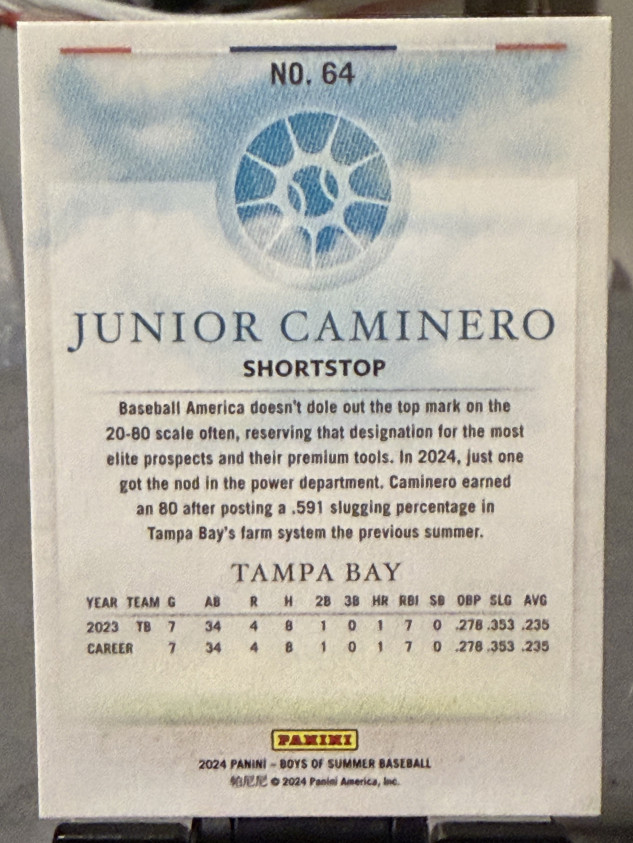 NO. 64
JUNIOR CAMINERO
SHORTSTOP
Baseball America doesn't dole out the top mark on the
20-80 scale often, reserving that designation for the most
elite prospects and their premium tools. In 2024, just one
got the nod in the power department. Caminero earned
an 80 after posting a .591 slugging percentage in
Tampa Bay's farm system the previous summer.
TAMPA BAY
YEAR TEAM G AB R H 2B 3B HR RBI SB OBP SLG AVG
2023 TB 7 34 4 8 1 0 1 7 0 .278 .353 .235
CAREER 7 34 4 8 1 0 1 7 0 .278 .353 .235
PANINI
2024 PANINI – BOYS OF SUMMER BASEBALL
帕尼尼 © 2024 Panini America, Inc.